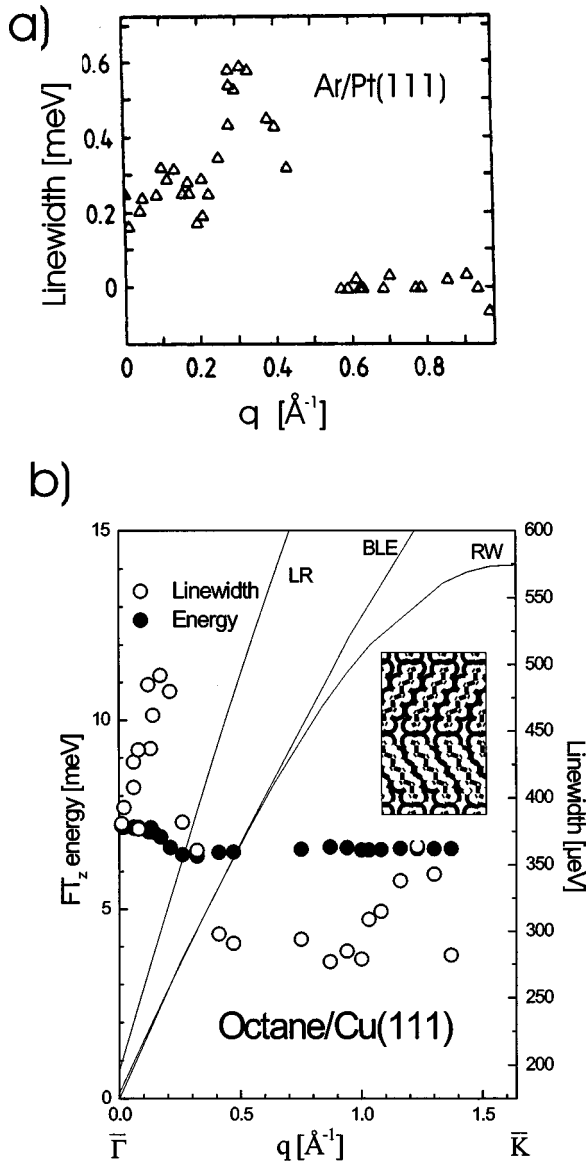 a)
Linewidth [meV]
0.6
0.4
0.2
0
Ar/Pt(111)
0 0.2 0.4 0.6 0.8
q [Å-1]
b)
FT̄z energy [meV]
15
10
5
0
Linewidth
Energy
LR
BLE
RW
Octane/Cu(111)
600
550
500
450
400
350
300
250
200
Linewidth [µeV]
0.0 0.5 1.0 1.5
Γ̄ q [Å-1] K̄